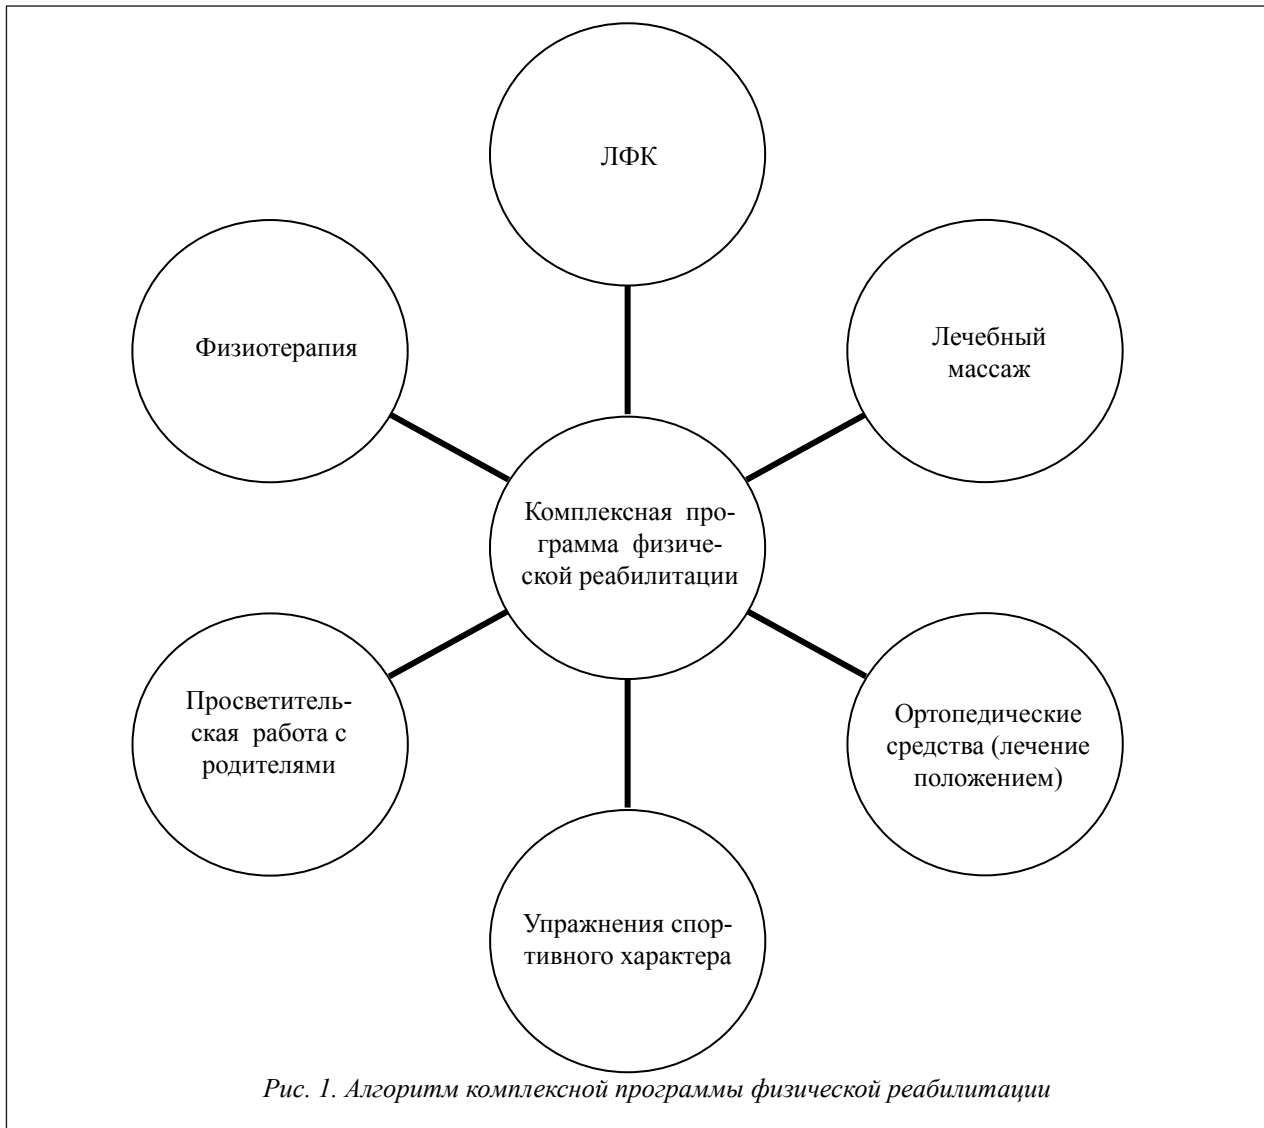 ЛФК
Физиотерапия
Лечебный
массаж
Комплексная про-
грамма физиче-
ской реабилитации
Просветитель-
ская работа с
родителями
Ортопедические
средства (лечение
положением)
Упражнения спор-
тивного характера
Рис. 1. Алгоритм комплексной программы физической реабилитации